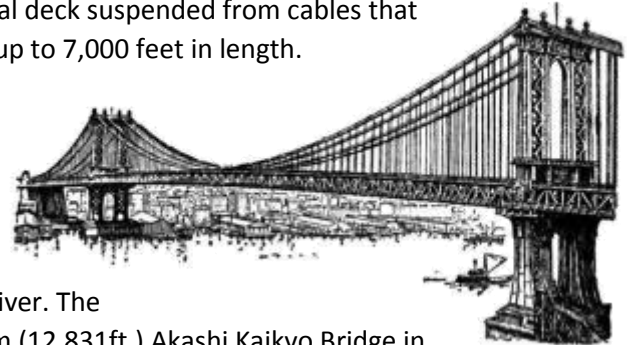 al deck suspended from cables that
up to 7,000 feet in length.
iver. The
(12,831ft.) Akashi Kaikyo Bridge in